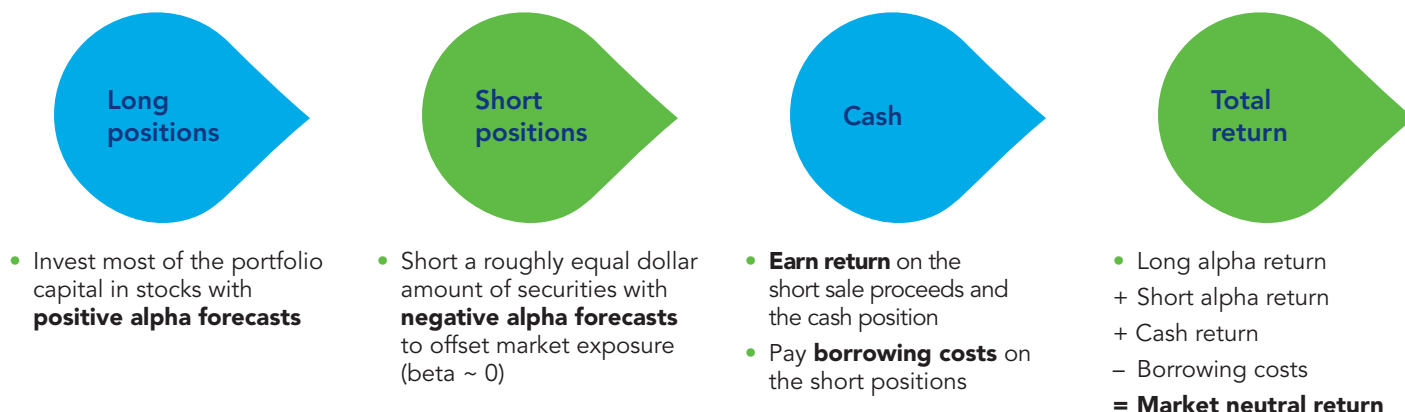 Long
positions
• Invest most of the portfolio
capital in stocks with
positive alpha forecasts
Short
positions
• Short a roughly equal dollar
amount of securities with
negative alpha forecasts
to offset market exposure
(beta ~ 0)
Cash
• Earn return on the
short sale proceeds and
the cash position
• Pay borrowing costs on
the short positions
Total
return
• Long alpha return
+ Short alpha return
+ Cash return
– Borrowing costs
= Market neutral return